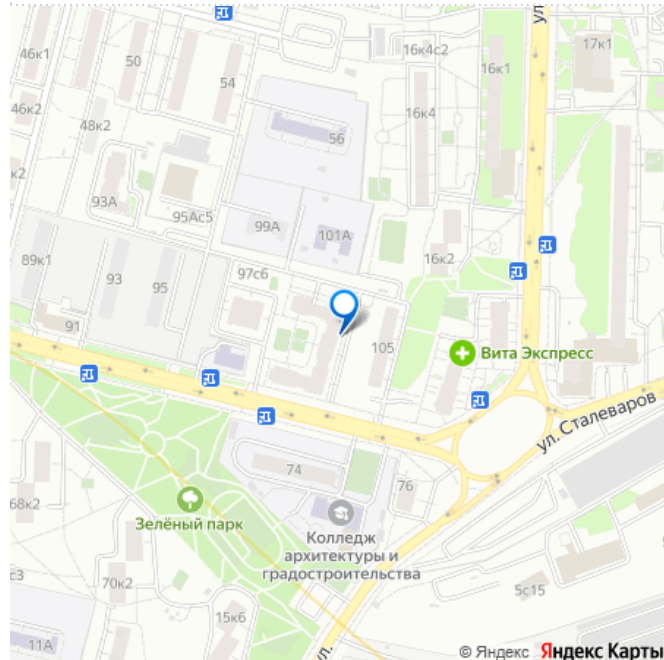 ул.
17к1
46к1
50
16к4с2
16к1
54
46к2
16к4
48к2
56
к2
93А
95Ас5
99А
101А
16к2
89к1
93
95
97с6
91
105
Вита Экспресс
ул. Сталеваров
74
76
68к2
Зелёный парк
Колледж
архитектуры и
градостроительства
с3
70к2
5с15
15к6
11А
ул.
© Яндекс Яндекс Карты